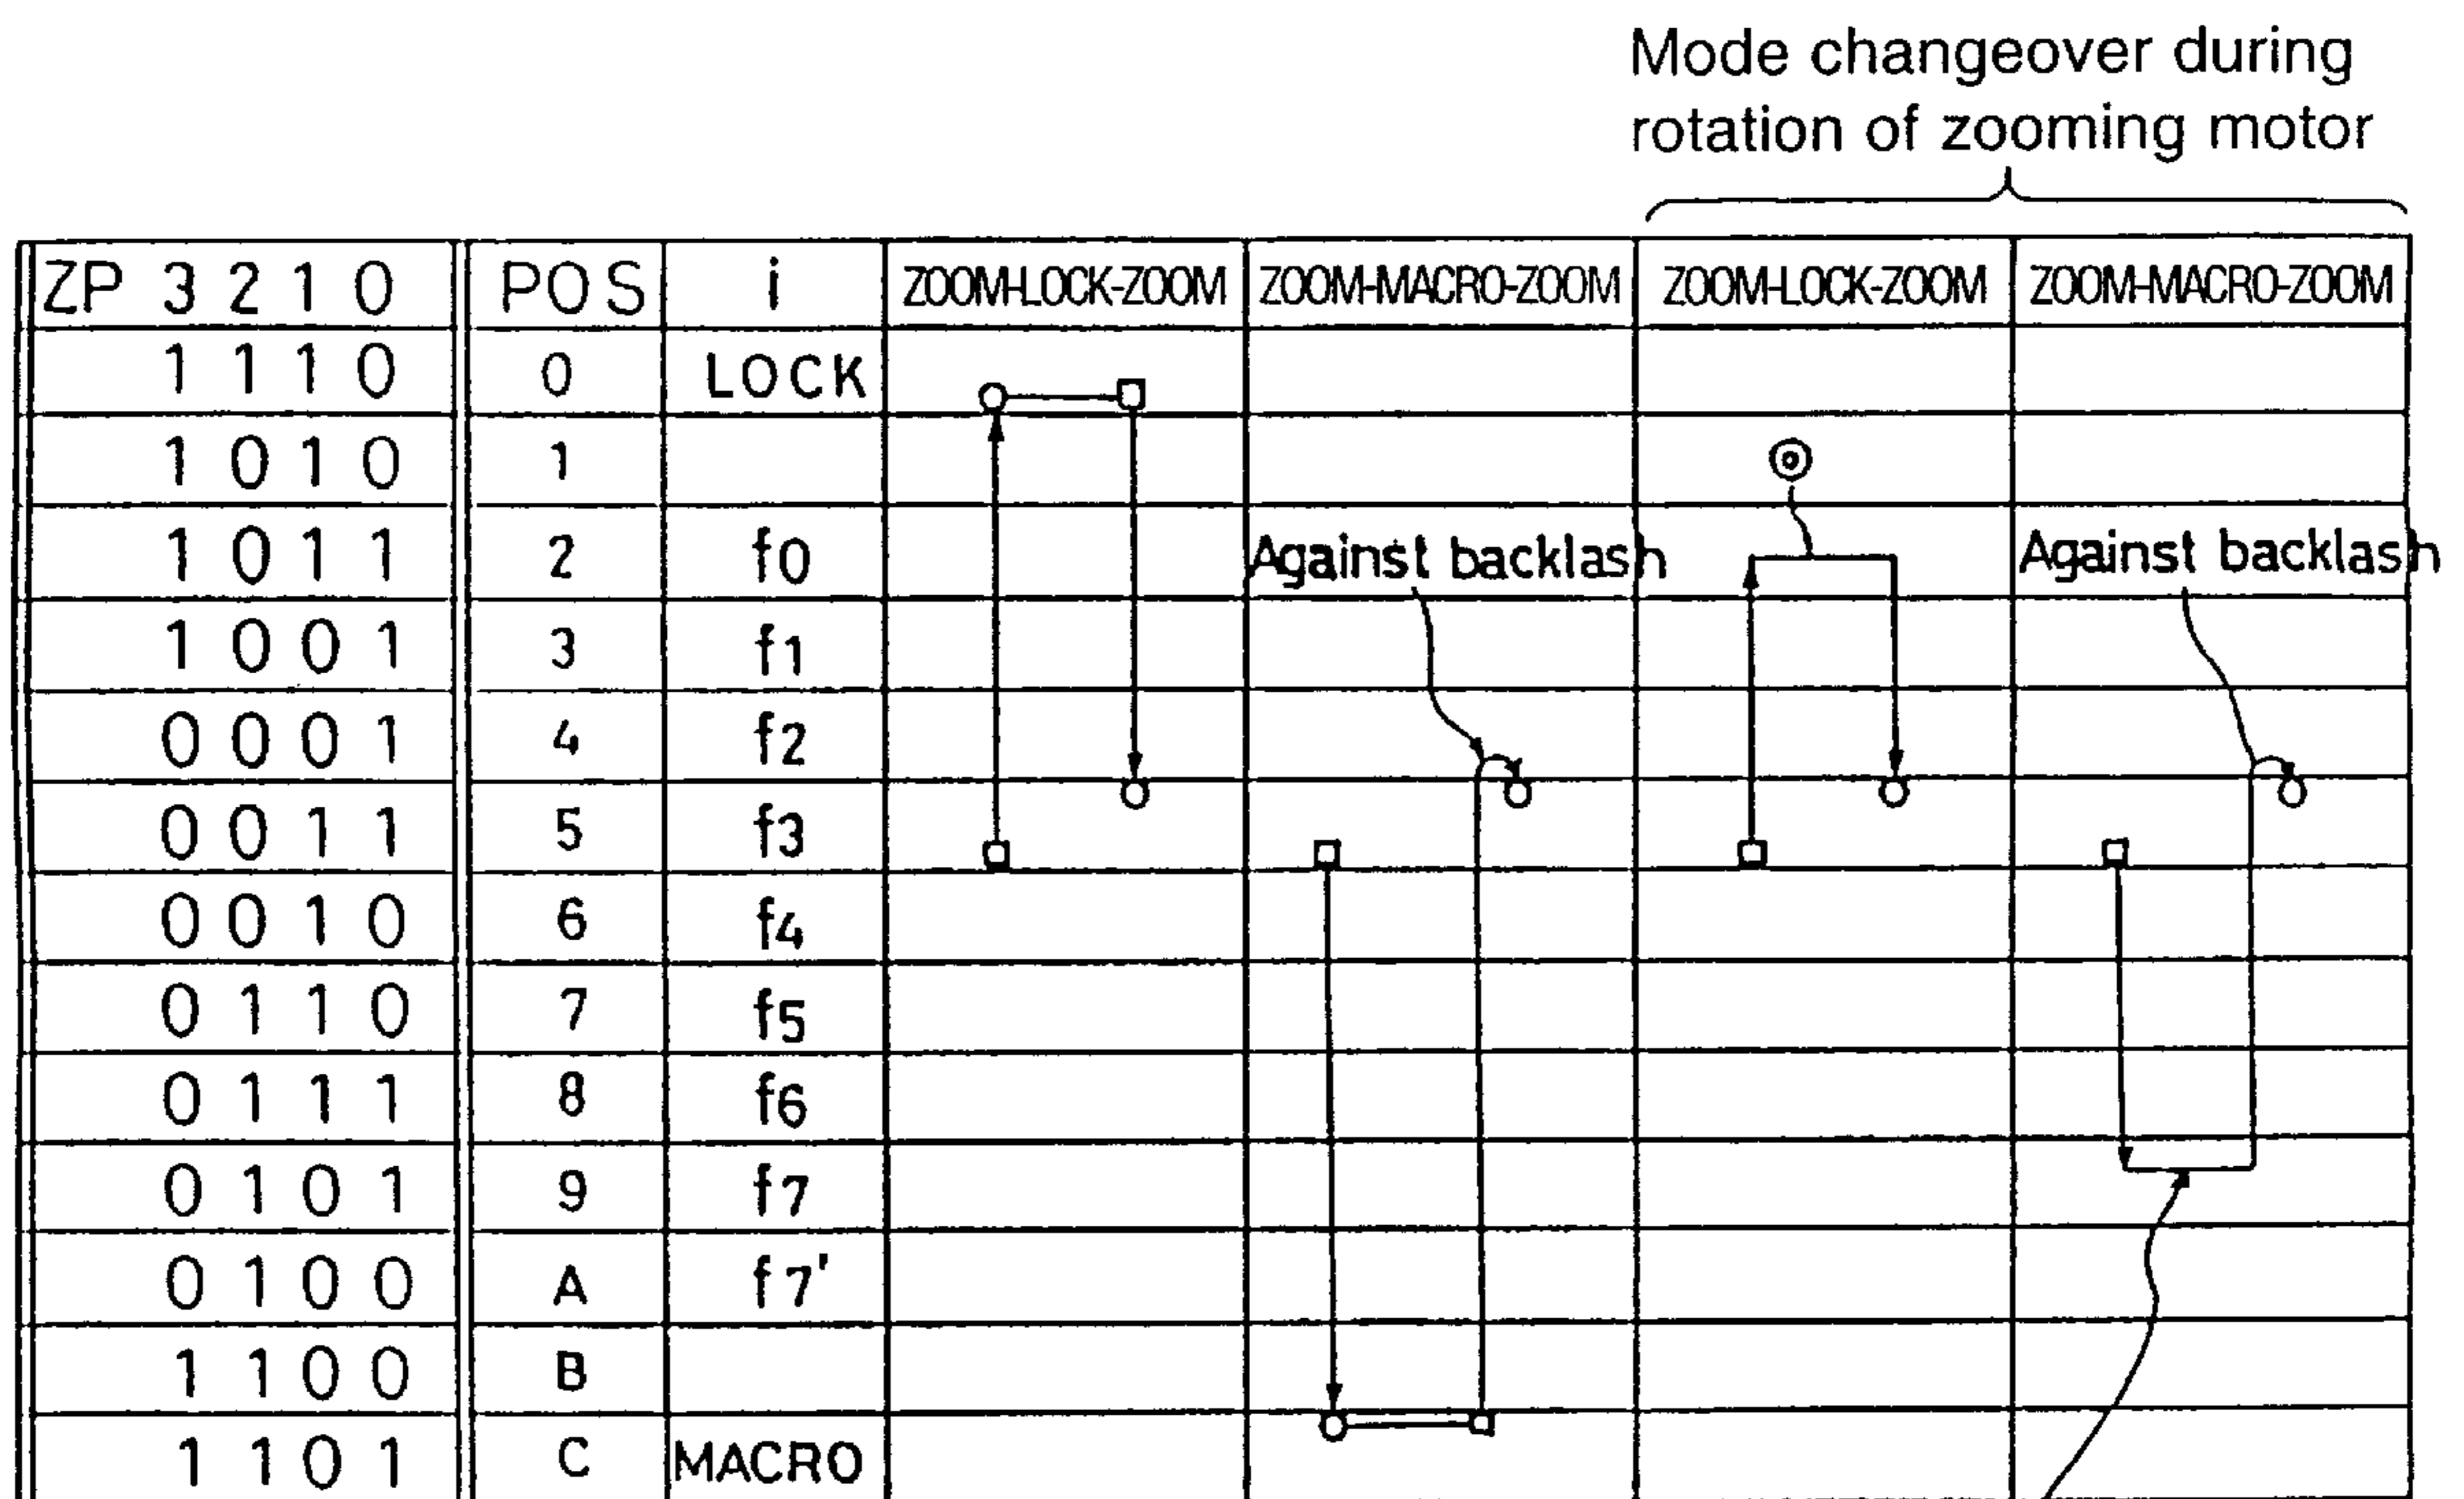 Mode changeover during
rotation of zooming motor
ZP 3 2 1 0 POS i ZOOM-LOCK-ZOOM ZOOM-MACRO-ZOOM ZOOM-LOCK-ZOOM ZOOM-MACRO-ZOOM
1 1 1 0 0 LOCK
1 0 1 0 1
1 0 1 1 2 f0 Against backlash Against backlash
1 0 0 1 3 f1
0 0 0 1 4 f2
0 0 1 1 5 f3
0 0 1 0 6 f4
0 1 1 0 7 f5
0 1 1 1 8 f6
0 1 0 1 9 f7
0 1 0 0 A f7'
1 1 0 0 B
1 1 0 1 C MACRO